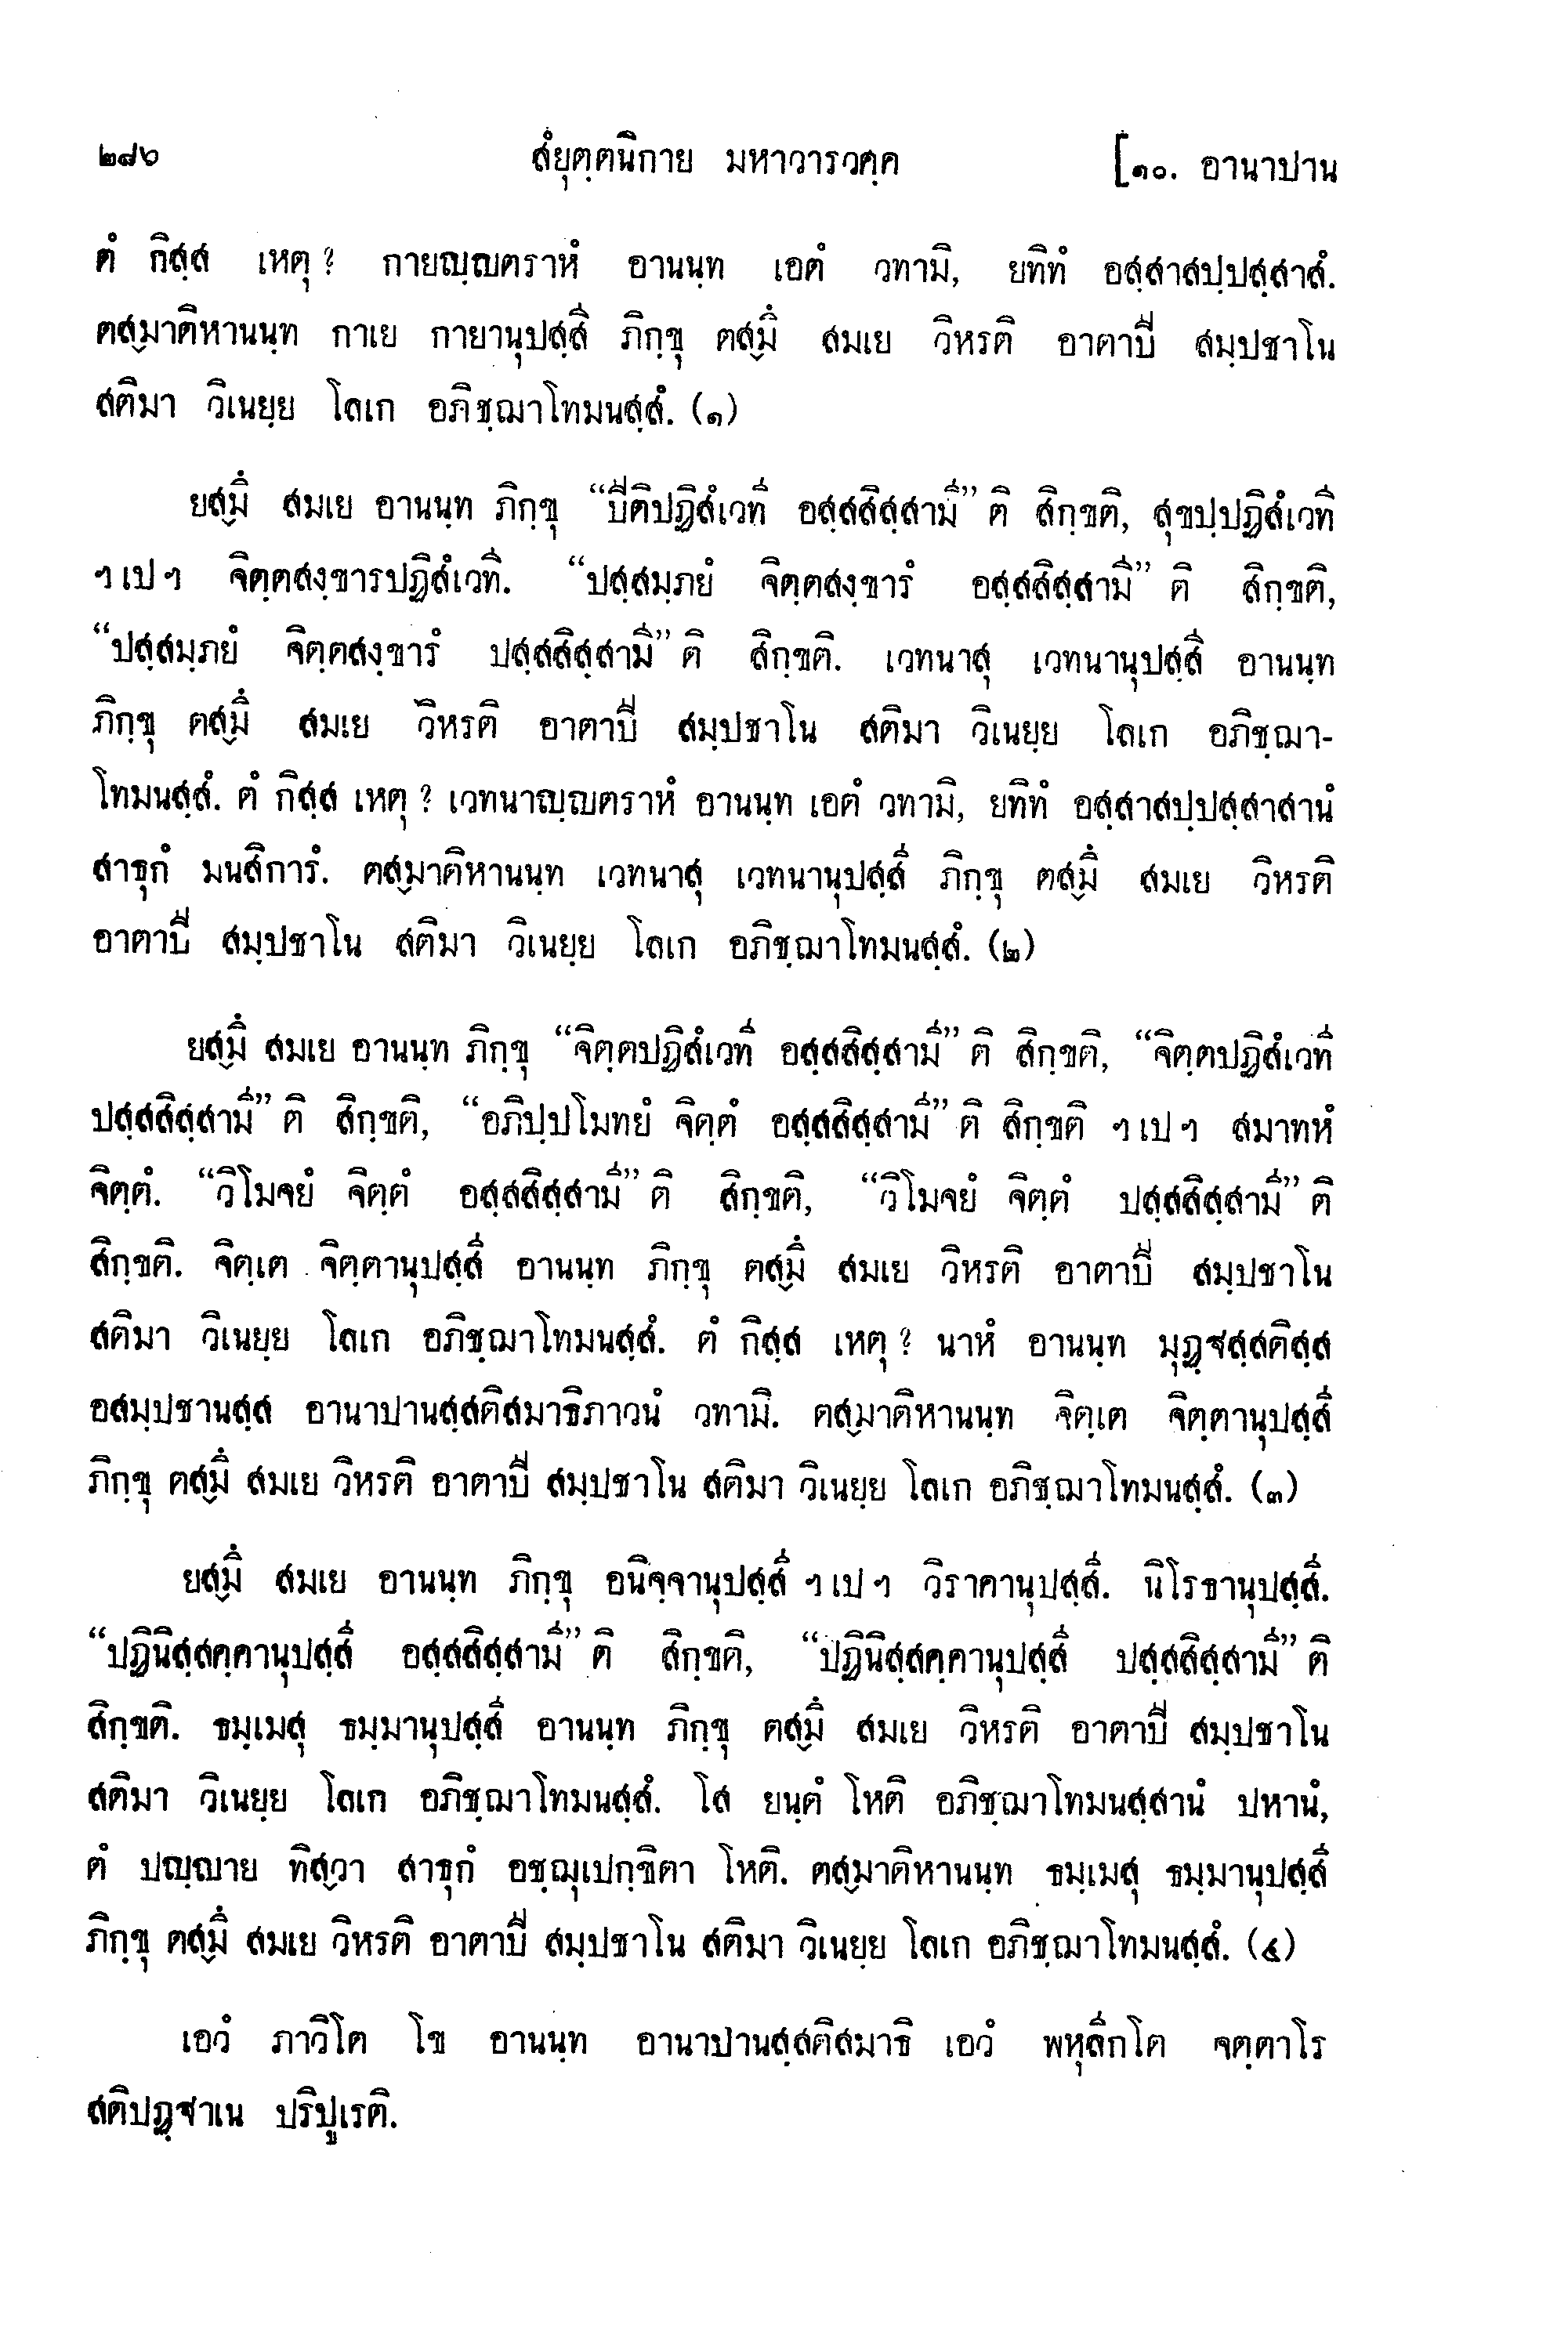 ๒๘๖ สํยุตฺตนิกาย มหาวารวคฺค [๑๐. อานาปาน
ตํ กิสฺส เหตุ? กายญฺญตราหํ อานนฺท เอตํ วทามิ, ยทิทํ อสฺสาสปฺปสฺสาสํ.
ตสฺมาติหานนฺท กาเย กายานุปสฺสี ภิกฺขุ ตสฺมึ สมเย วิหรติ อาตาปี สมฺปชาโน
สติมา วิเนยฺย โลเก อภิชฺฌาโทมนสฺสํ. (๑)
ยสฺมึ สมเย อานนฺท ภิกฺขุ “ปีติปฏิสํเวที อสฺสสิสฺสามี” ติ สิกฺขติ, สุขปฺปฏิสํเวที
ฯเปฯ จิตฺตสงฺขารปฏิสํเวที. “ปสฺสมฺภยํ จิตฺตสงฺขารํ อสฺสสิสฺสามี” ติ สิกฺขติ,
“ปสฺสมฺภยํ จิตฺตสงฺขารํ ปสฺสสิสฺสามี” ติ สิกฺขติ. เวทนาสุ เวทนานุปสฺสี อานนฺท
ภิกฺขุ ตสฺมึ สมเย วิหรติ อาตาปี สมฺปชาโน สติมา วิเนยฺย โลเก อภิชฺฌา-
โทมนสฺสํ. ตํ กิสฺส เหตุ? เวทนาญฺญตราหํ อานนฺท เอตํ วทามิ, ยทิทํ อสฺสาสปฺปสฺสาสานํ
สาธุกํ มนสิการํ. ตสฺมาติหานนฺท เวทนาสุ เวทนานุปสฺสี ภิกฺขุ ตสฺมึ สมเย วิหรติ
อาตาปี สมฺปชาโน สติมา วิเนยฺย โลเก อภิชฺฌาโทมนสฺสํ. (๒)
ยสฺมึ สมเย อานนฺท ภิกฺขุ “จิตฺตปฏิสํเวที อสฺสสิสฺสามี” ติ สิกฺขติ, “จิตฺตปฏิสํเวที
ปสฺสสิสฺสามี” ติ สิกฺขติ, “อภิปฺปโมทยํ จิตฺตํ อสฺสสิสฺสามี” ติ สิกฺขติ ฯเปฯ สมาทหํ
จิตฺตํ. “วิโมจยํ จิตฺตํ อสฺสสิสฺสามี” ติ สิกฺขติ, “วิโมจยํ จิตฺตํ ปสฺสสิสฺสามี” ติ
สิกฺขติ. จิตฺเต จิตฺตานุปสฺสี อานนฺท ภิกฺขุ ตสฺมึ สมเย วิหรติ อาตาปี สมฺปชาโน
สติมา วิเนยฺย โลเก อภิชฺฌาโทมนสฺสํ. ตํ กิสฺส เหตุ? นาหํ อานนฺท มุฏฺฐสฺสติสฺส
อสมฺปชานสฺส อานาปานสฺสติสมาธิภาวนํ วทามิ. ตสฺมาติหานนฺท จิตฺเต จิตฺตานุปสฺสี
ภิกฺขุ ตสฺมึ สมเย วิหรติ อาตาปี สมฺปชาโน สติมา วิเนยฺย โลเก อภิชฺฌาโทมนสฺสํ. (๓)
ยสฺมึ สมเย อานนฺท ภิกฺขุ อนิจฺจานุปสฺสี ฯเปฯ วิราคานุปสฺสี. นิโรธานุปสฺสี.
“ปฏินิสฺสคฺคานุปสฺสี อสฺสสิสฺสามี” ติ สิกฺขติ, “ปฏินิสฺสคฺคานุปสฺสี ปสฺสสิสฺสามี” ติ
สิกฺขติ. ธมฺเมสุ ธมฺมานุปสฺสี อานนฺท ภิกฺขุ ตสฺมึ สมเย วิหรติ อาตาปี สมฺปชาโน
สติมา วิเนยฺย โลเก อภิชฺฌาโทมนสฺสํ. โส ยนฺตํ โหติ อภิชฺฌาโทมนสฺสานํ ปหานํ,
ตํ ปญฺญาย ทิสฺวา สาธุกํ อชฺฌุเปกฺขิตา โหติ. ตสฺมาติหานนฺท ธมฺเมสุ ธมฺมานุปสฺสี
ภิกฺขุ ตสฺมึ สมเย วิหรติ อาตาปี สมฺปชาโน สติมา วิเนยฺย โลเก อภิชฺฌาโทมนสฺสํ. (๔)
เอวํ ภาวิโต โข อานนฺท อานาปานสฺสติสมาธิ เอวํ พหุลีกโต จตฺตาโร
สติปฏฺฐาเน ปริปูเรติ.